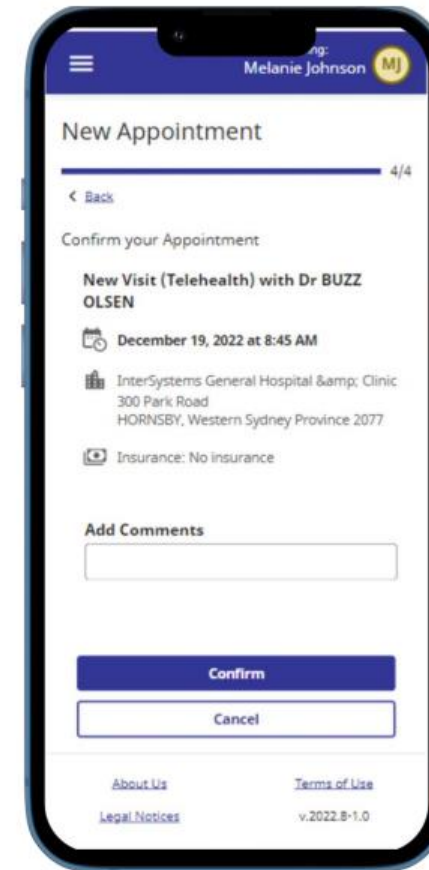 Melanie Johnson MJ
New Appointment
4/4
< Back
Confirm your Appointment
New Visit (Telehealth) with Dr BUZZ
OLSEN
December 19, 2022 at 8:45 AM
InterSystems General Hospital &amp; Clinic
300 Park Road
HORNSBY, Western Sydney Province 2077
Insurance: No insurance
Add Comments
Confirm
Cancel
About Us Terms of Use
Legal Notices v.2022.8-1.0